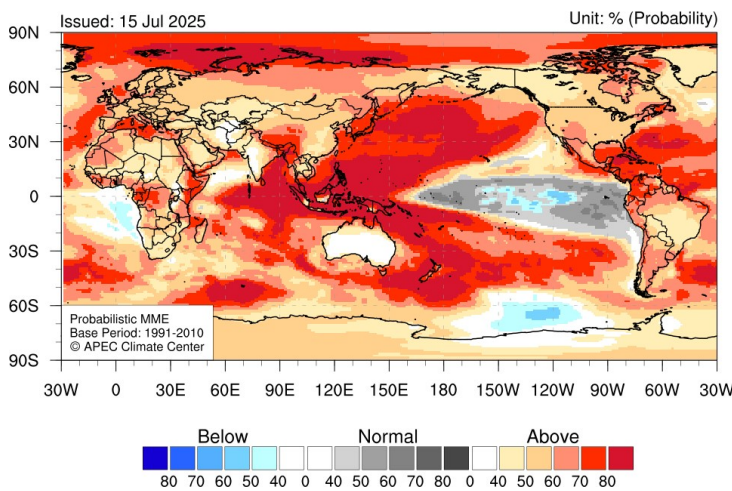 Issued: 15 Jul 2025 Unit: % (Probability)
90N
60N
30N
0
30S
60S
90S
Probabilistic MME
Base Period: 1991-2010
© APEC Climate Center
30W 0 30E 60E 90E 120E 150E 180 150W 120W 90W 60W 30W
Below Normal Above
80 70 60 50 40 0 40 50 60 70 80 0 40 50 60 70 80